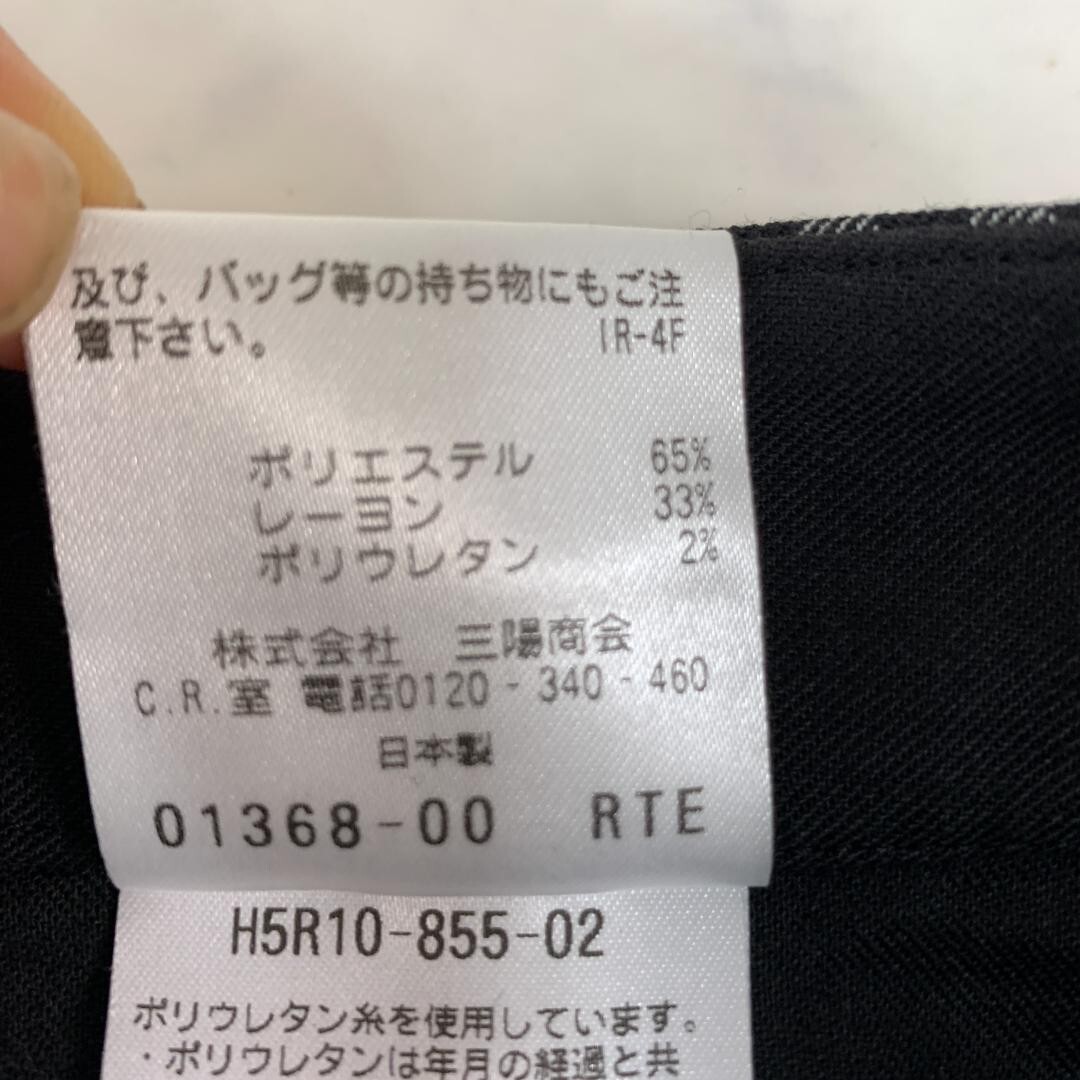 及び、バッグ等の持ち物にもご注
意下さい。 IR-4F
ポリエステル 65%
レーヨン 33%
ポリウレタン 2%
株式会社 三陽商会
C.R.室 電話0120-340-460
日本製
01368-00 RTE
H5R10-855-02
ポリウレタン糸を使用しています。
・ポリウレタンは年月の経過と共